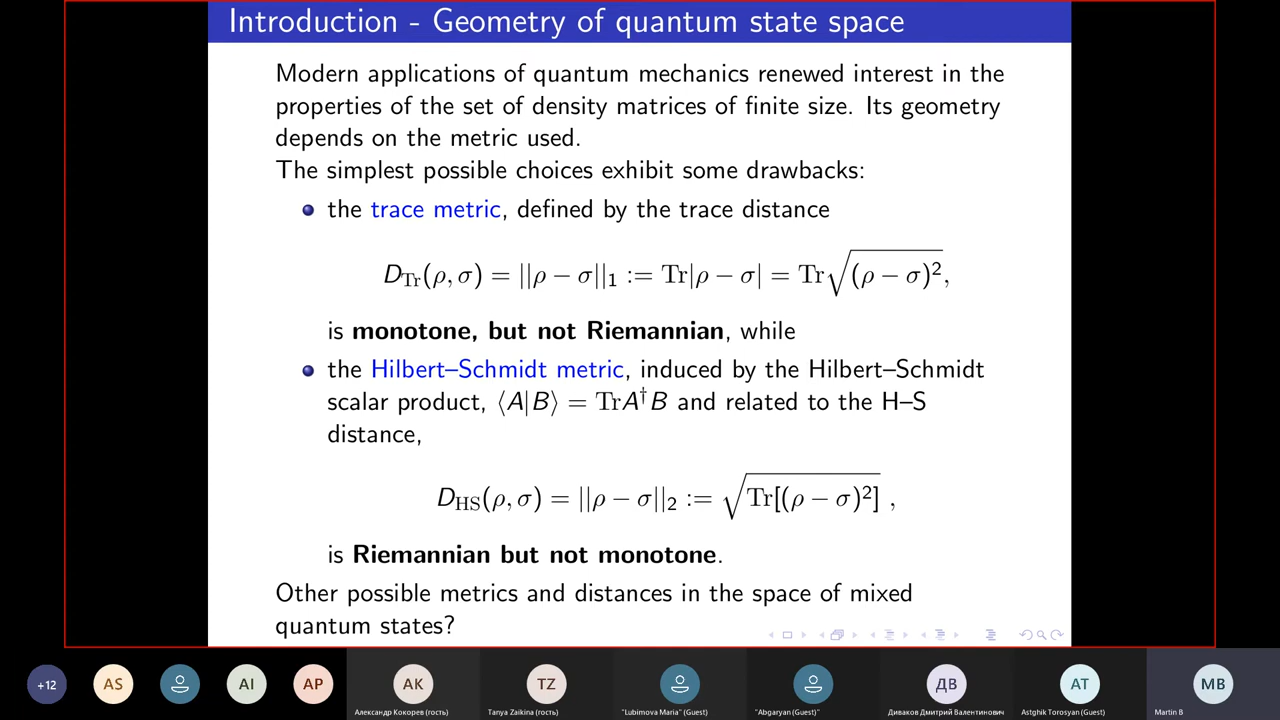 Introduction - Geometry of quantum state space
Modern applications of quantum mechanics renewed interest in the
properties of the set of density matrices of finite size. Its geometry
depends on the metric used.
The simplest possible choices exhibit some drawbacks:
the trace metric, defined by the trace distance
D_Tr(ρ, σ) = ||ρ − σ||₁ := Tr|ρ − σ| = Tr√(ρ − σ)²,
is monotone, but not Riemannian, while
the Hilbert–Schmidt metric, induced by the Hilbert–Schmidt
scalar product, ⟨A|B⟩ = TrA†B and related to the H–S
distance,
D_HS(ρ, σ) = ||ρ − σ||₂ := √Tr[(ρ − σ)²] ,
is Riemannian but not monotone.
Other possible metrics and distances in the space of mixed
quantum states?
+12
AS
AI
AP
AK
TZ
ДВ
AT
MB
Александр Кокорев (гость)
Tanya Zaikina (гость)
"Lubimova Maria" (Guest)
"Abgaryan (Guest)"
Диваков Дмитрий Валентинович
Astghik Torosyan (Guest)
Martin B